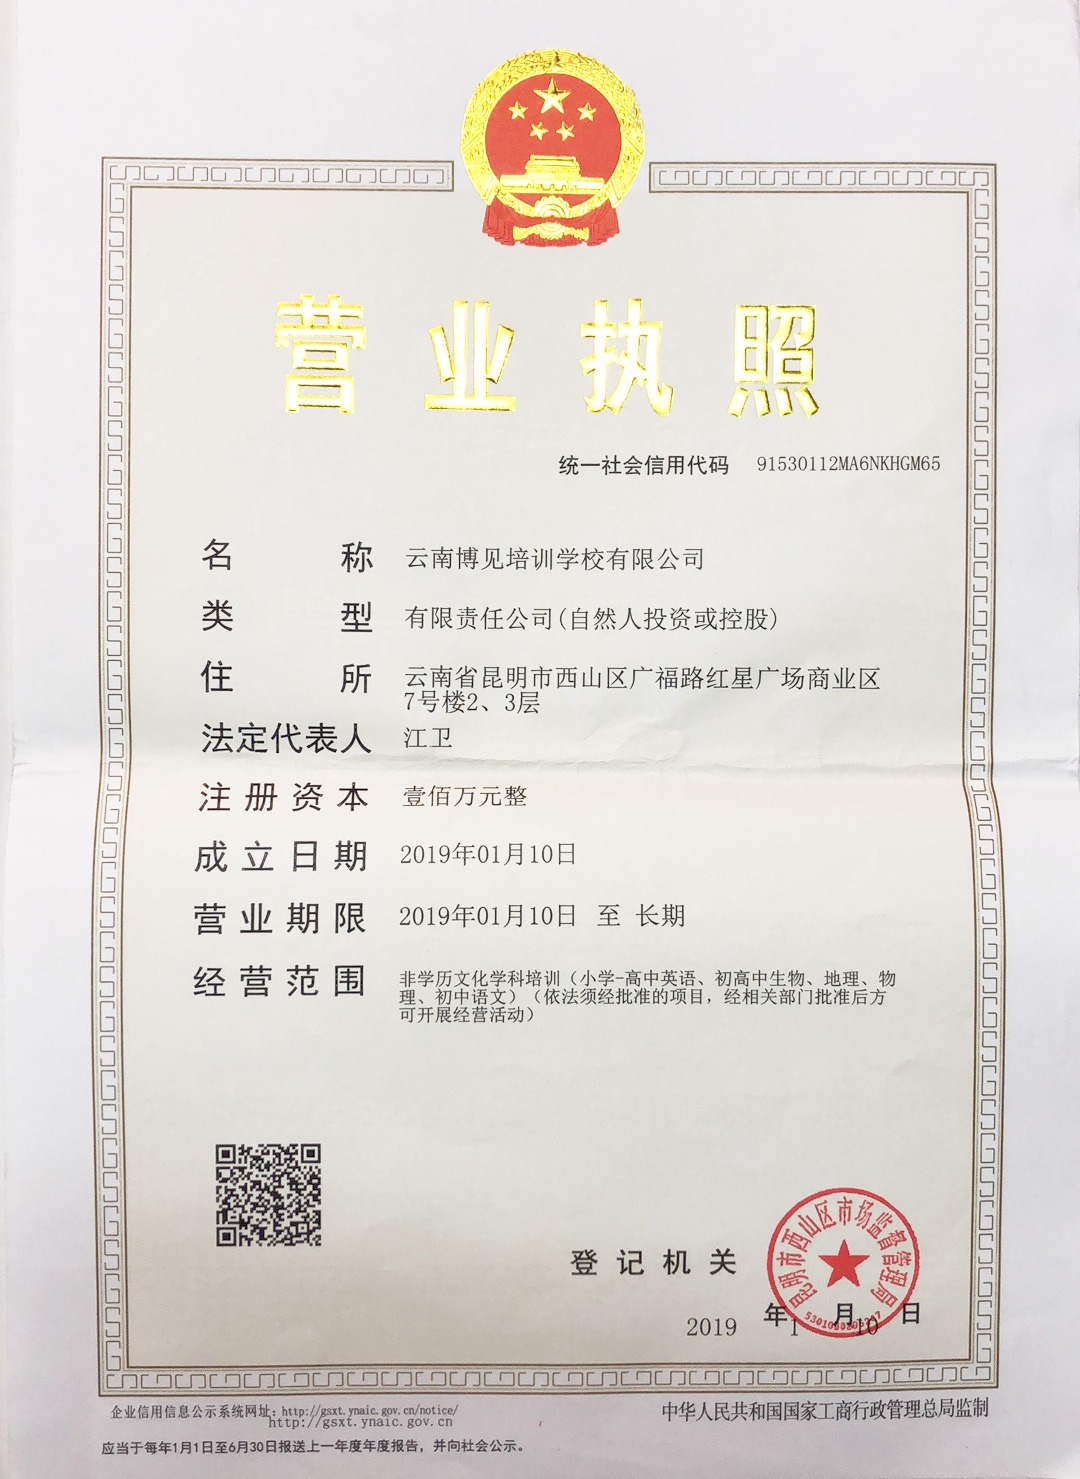 营业执照
统一社会信用代码 91530112MA6NKHGM65
名称 云南博见培训学校有限公司
类型 有限责任公司(自然人投资或控股)
住所 云南省昆明市西山区广福路红星广场商业区
7号楼2、3层
法定代表人 江卫
注册资本 壹佰万元整
成立日期 2019年01月10日
营业期限 2019年01月10日 至 长期
经营范围 非学历文化学科培训（小学-高中英语、初高中生物、地理、物
理、初中语文）（依法须经批准的项目，经相关部门批准后方
可开展经营活动）
昆明市西山区市场监督管理局
登记机关
2019 年 1 月 10 日
企业信用信息公示系统网址：http://gsxt.ynaic.gov.cn/notice/
http://gsxt.ynaic.gov.cn
中华人民共和国国家工商行政管理总局监制
应当于每年1月1日至6月30日报送上一年度年度报告，并向社会公示。